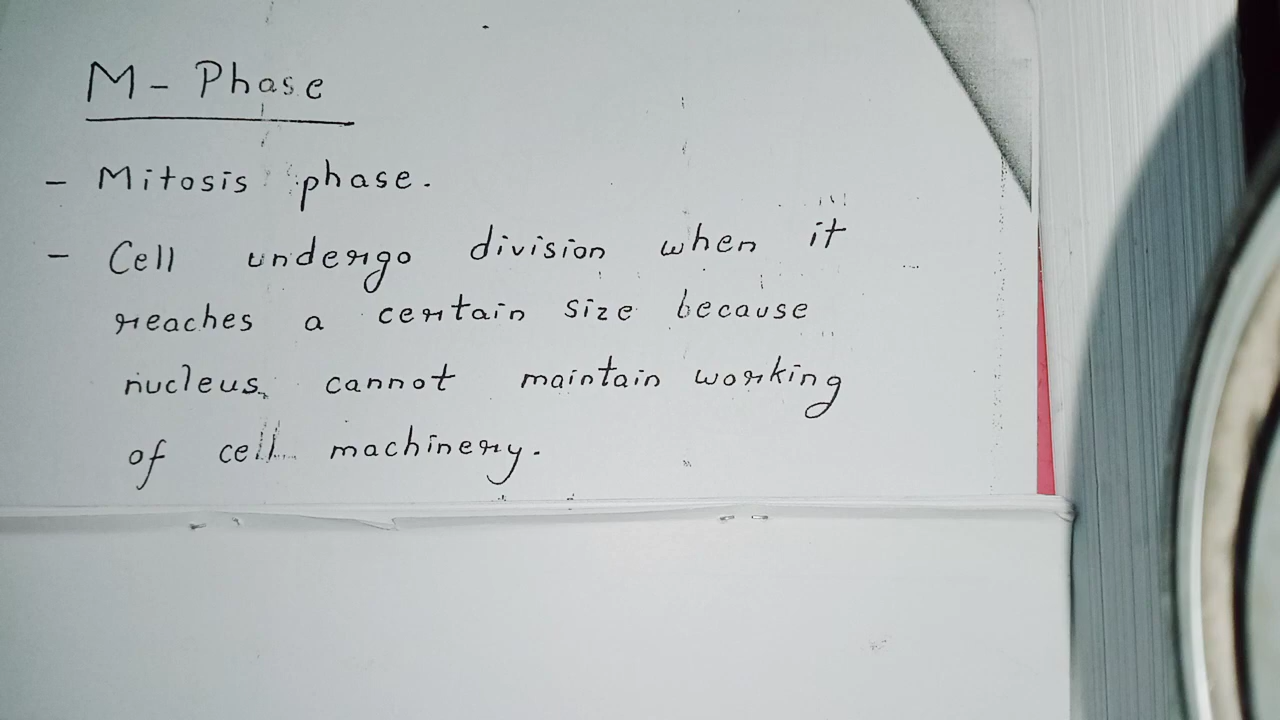 M- Phase
- Mitosis phase.
- Cell undergo division when it
reaches a certain size because
nucleus cannot maintain working
of cell machinery.